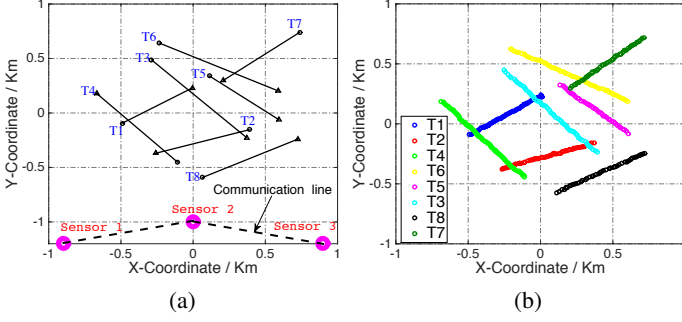 Y-Coordinate / Km
1
0.5
0
-0.5
-1
T6
T3
T7
T5
T4
T1
T2
T8
Communication line
Sensor 1
Sensor 2
Sensor 3
-1
-0.5
0
0.5
1
X-Coordinate / Km
(a)
Y-Coordinate / Km
1
0.5
0
-0.5
-1
T1
T2
T4
T6
T5
T3
T8
T7
-1
-0.5
0
0.5
1
X-Coordinate / Km
(b)